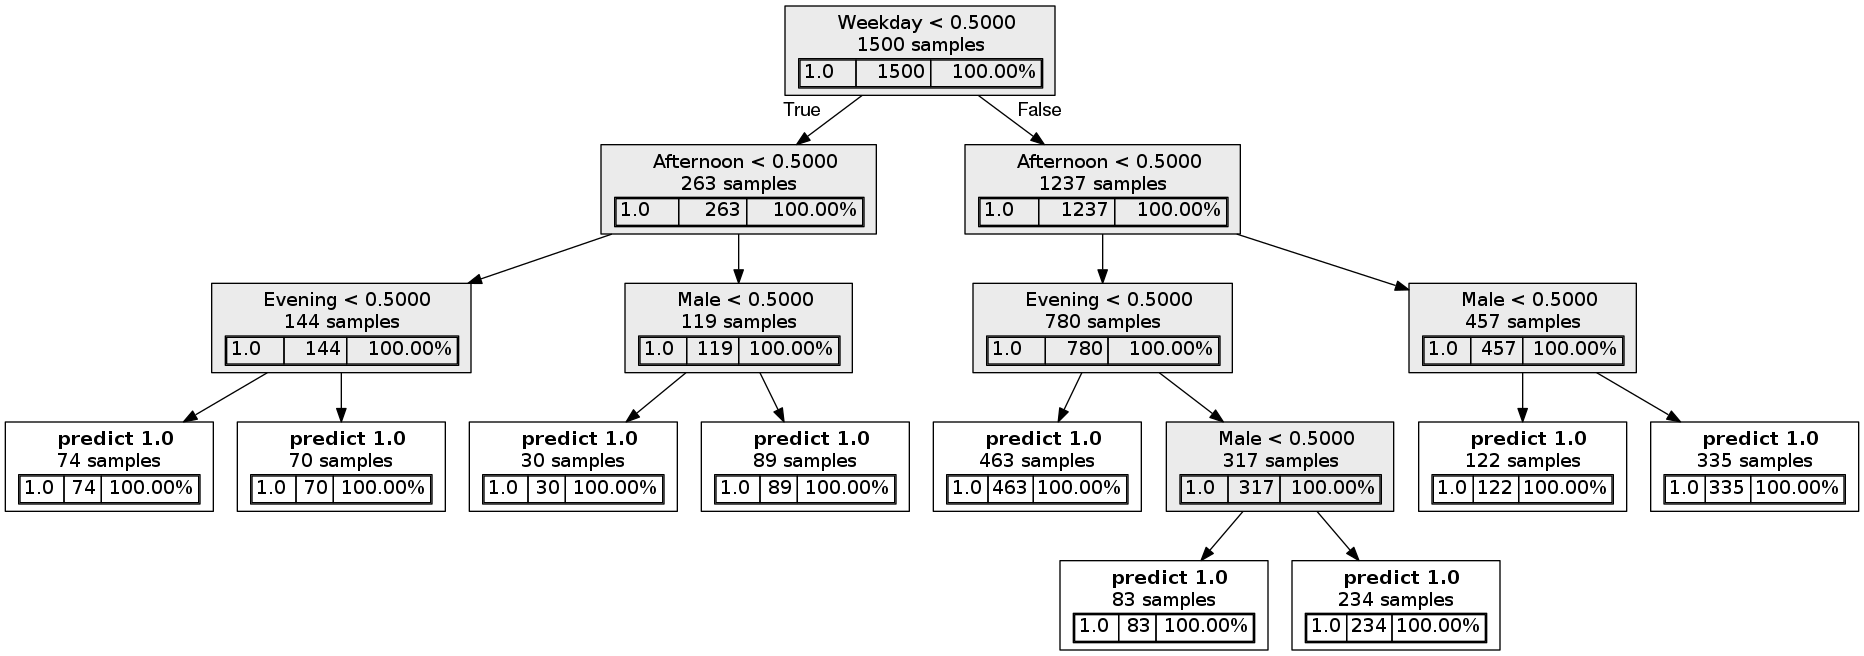 Weekday < 0.5000
1500 samples
1.0 1500 100.00%
True False
Afternoon < 0.5000
263 samples
1.0 263 100.00%
Afternoon < 0.5000
1237 samples
1.0 1237 100.00%
Evening < 0.5000
144 samples
1.0 144 100.00%
Male < 0.5000
119 samples
1.0 119 100.00%
Evening < 0.5000
780 samples
1.0 780 100.00%
Male < 0.5000
457 samples
1.0 457 100.00%
predict 1.0
74 samples
1.0 74 100.00%
predict 1.0
70 samples
1.0 70 100.00%
predict 1.0
30 samples
1.0 30 100.00%
predict 1.0
89 samples
1.0 89 100.00%
predict 1.0
463 samples
1.0 463 100.00%
Male < 0.5000
317 samples
1.0 317 100.00%
predict 1.0
122 samples
1.0 122 100.00%
predict 1.0
335 samples
1.0 335 100.00%
predict 1.0
83 samples
1.0 83 100.00%
predict 1.0
234 samples
1.0 234 100.00%